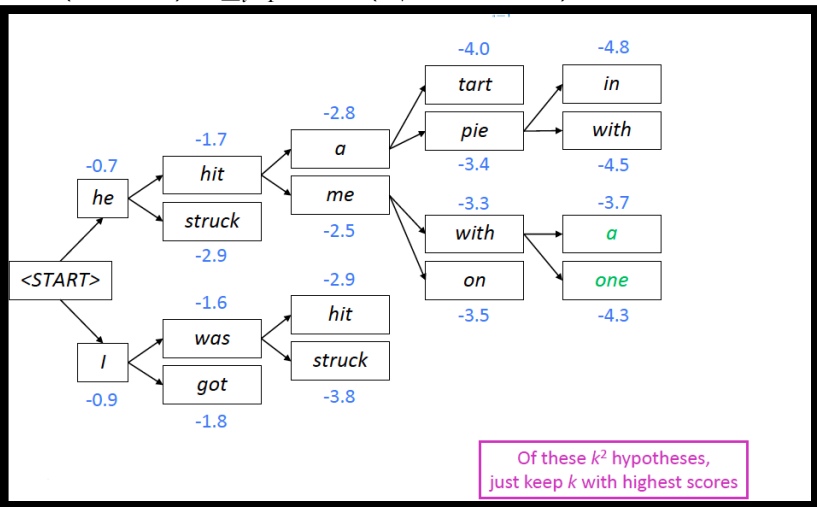 -4.0 -4.8
tart in
-2.8
-1.7 a pie with
-0.7 hit -3.4 -4.5
he me -3.3 -3.7
struck -2.5 with a
-2.9
<START> -2.9 on one
-1.6 hit -3.5 -4.3
was
I struck
got
-0.9 -3.8
-1.8
Of these k² hypotheses,
just keep k with highest scores